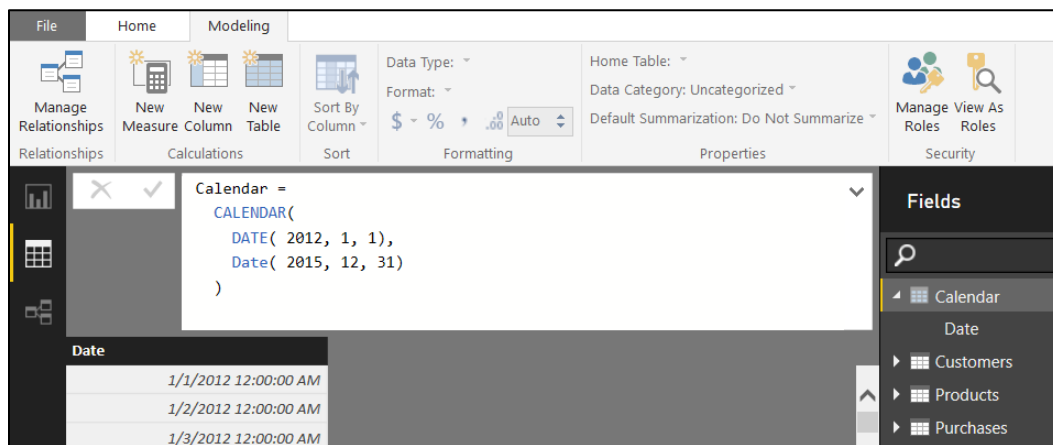 File Home Modeling
Data Type:
Home Table:
Format:
Data Category: Uncategorized
Manage Relationships
New Measure
New Column
New Table
Sort By Column
$ % , .00 Auto
Default Summarization: Do Not Summarize
Manage Roles
View As Roles
Relationships Calculations Sort Formatting Properties Security
Calendar =
CALENDAR(
DATE( 2012, 1, 1),
Date( 2015, 12, 31)
)
Fields
Calendar
Date
Customers
Products
Purchases
Date
1/1/2012 12:00:00 AM
1/2/2012 12:00:00 AM
1/3/2012 12:00:00 AM